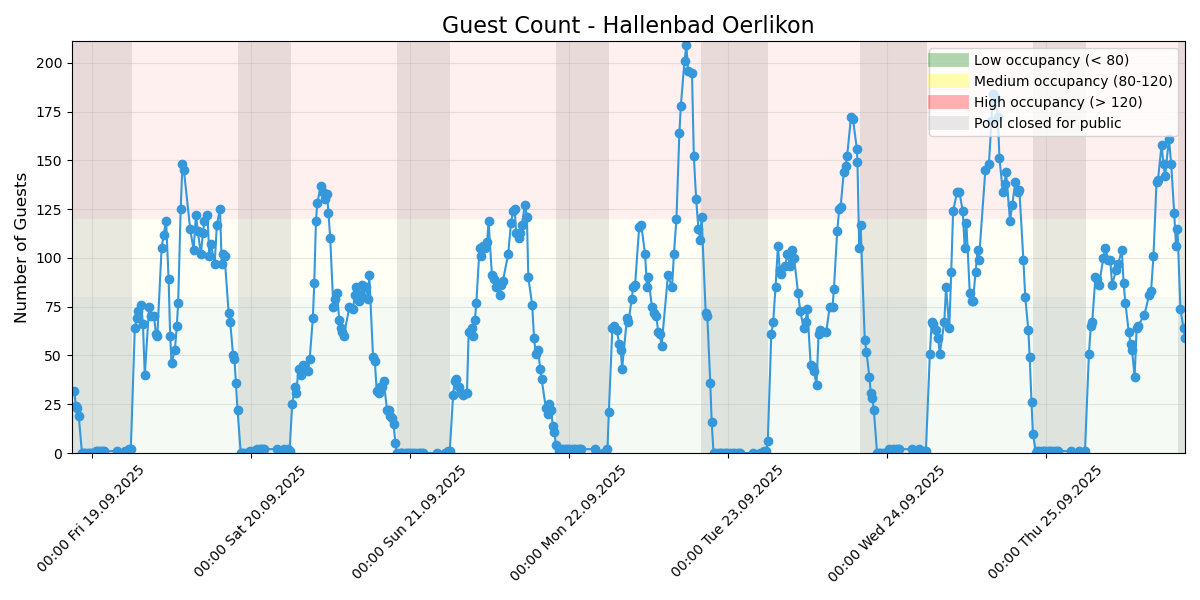 Guest Count - Hallenbad Oerlikon
Number of Guests
200
175
150
125
100
75
50
25
0
Low occupancy (< 80)
Medium occupancy (80-120)
High occupancy (> 120)
Pool closed for public
00:00 Fri 19.09.2025
00:00 Sat 20.09.2025
00:00 Sun 21.09.2025
00:00 Mon 22.09.2025
00:00 Tue 23.09.2025
00:00 Wed 24.09.2025
00:00 Thu 25.09.2025